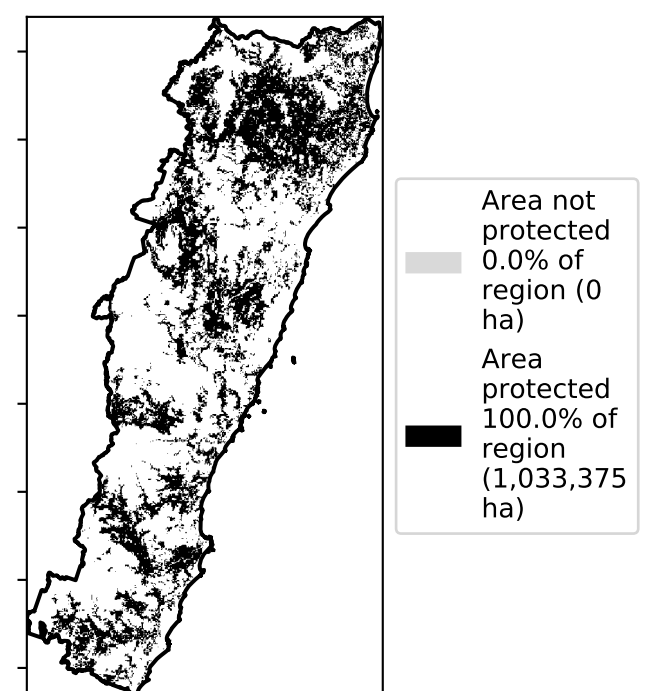 Area not
protected
0.0% of
region (0
ha)
Area
protected
100.0% of
region
(1,033,375
ha)